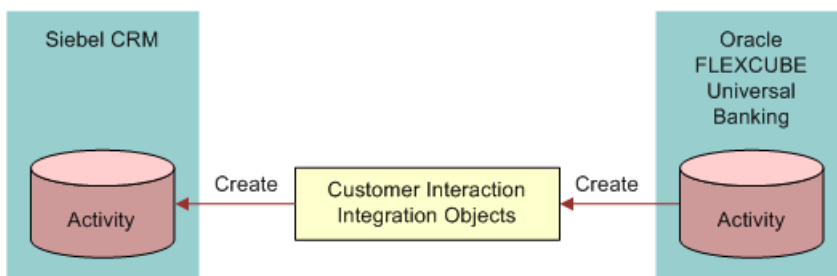 Siebel CRM
Oracle
FLEXCUBE
Universal
Banking
Activity
Create
Customer Interaction
Integration Objects
Create
Activity